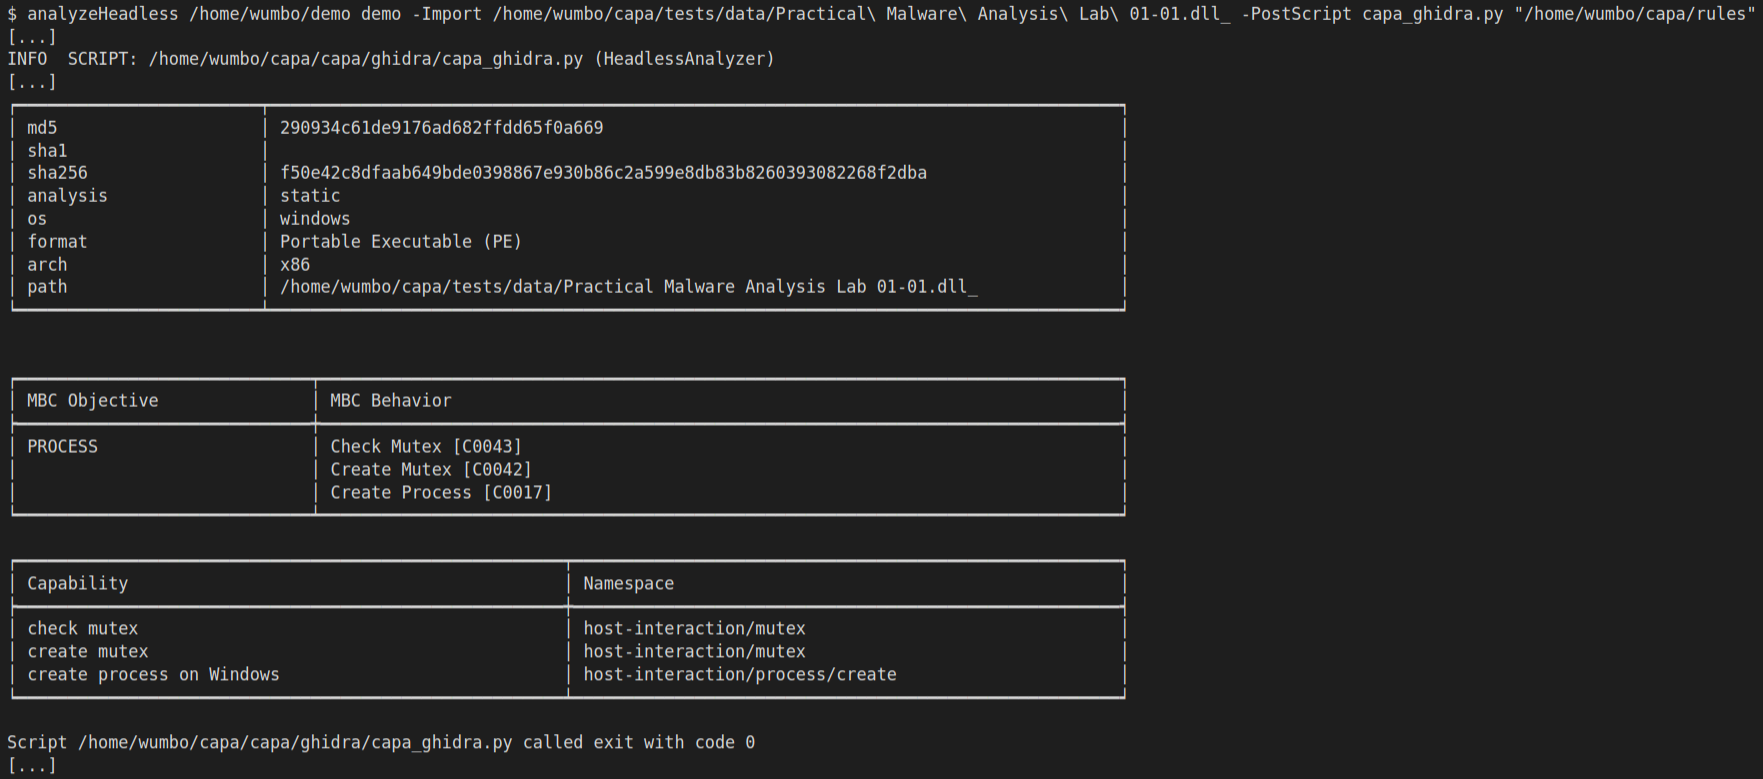 $ analyzeHeadless /home/wumbo/demo demo -Import /home/wumbo/capa/tests/data/Practical\ Malware\ Analysis\ Lab\ 01-01.dll_ -PostScript capa_ghidra.py "/home/wumbo/capa/rules"
[...]
INFO  SCRIPT: /home/wumbo/capa/capa/ghidra/capa_ghidra.py (HeadlessAnalyzer)
[...]
md5 290934c61de9176ad682ffdd65f0a669
sha1
sha256 f50e42c8dfaab649bde0398867e930b86c2a599e8db83b8260393082268f2dba
analysis static
os windows
format Portable Executable (PE)
arch x86
path /home/wumbo/capa/tests/data/Practical Malware Analysis Lab 01-01.dll_
MBC Objective MBC Behavior
PROCESS Check Mutex [C0043]
Create Mutex [C0042]
Create Process [C0017]
Capability Namespace
check mutex host-interaction/mutex
create mutex host-interaction/mutex
create process on Windows host-interaction/process/create
Script /home/wumbo/capa/capa/ghidra/capa_ghidra.py called exit with code 0
[...]